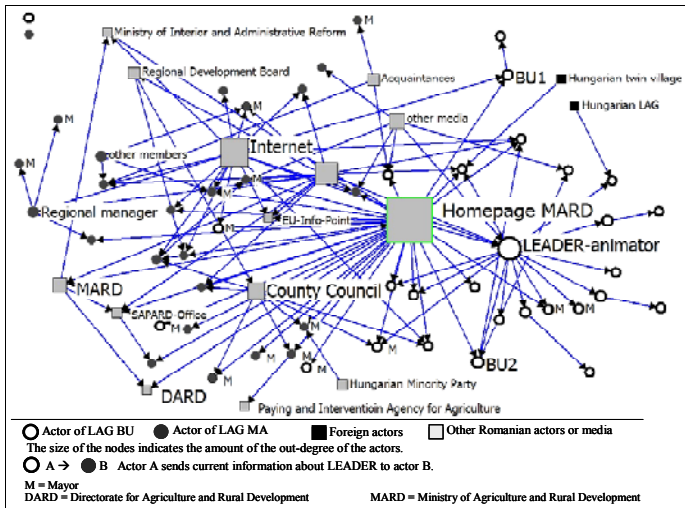 M
Ministry of Interior and Administrative Reform
Regional Development Board
Acquaintances
BU1
Hungarian twin village
Hungarian LAG
other media
M
M
M
Internet
other members
M
M
Regional manager
EU-Info-Point
M
Homepage MARD
LEADER-animator
MARD
County Council
SAPARD-Office
M
M
M
M
M
M
M
M
BU2
DARD
M
Hungarian Minority Party
Paying and Interventioin Agency for Agriculture
Actor of LAG BU Actor of LAG MA Foreign actors Other Romanian actors or media
The size of the nodes indicates the amount of the out-degree of the actors.
A → B Actor A sends current information about LEADER to actor B.
M = Mayor
DARD = Directorate for Agriculture and Rural Development MARD = Ministry of Agriculture and Rural Development